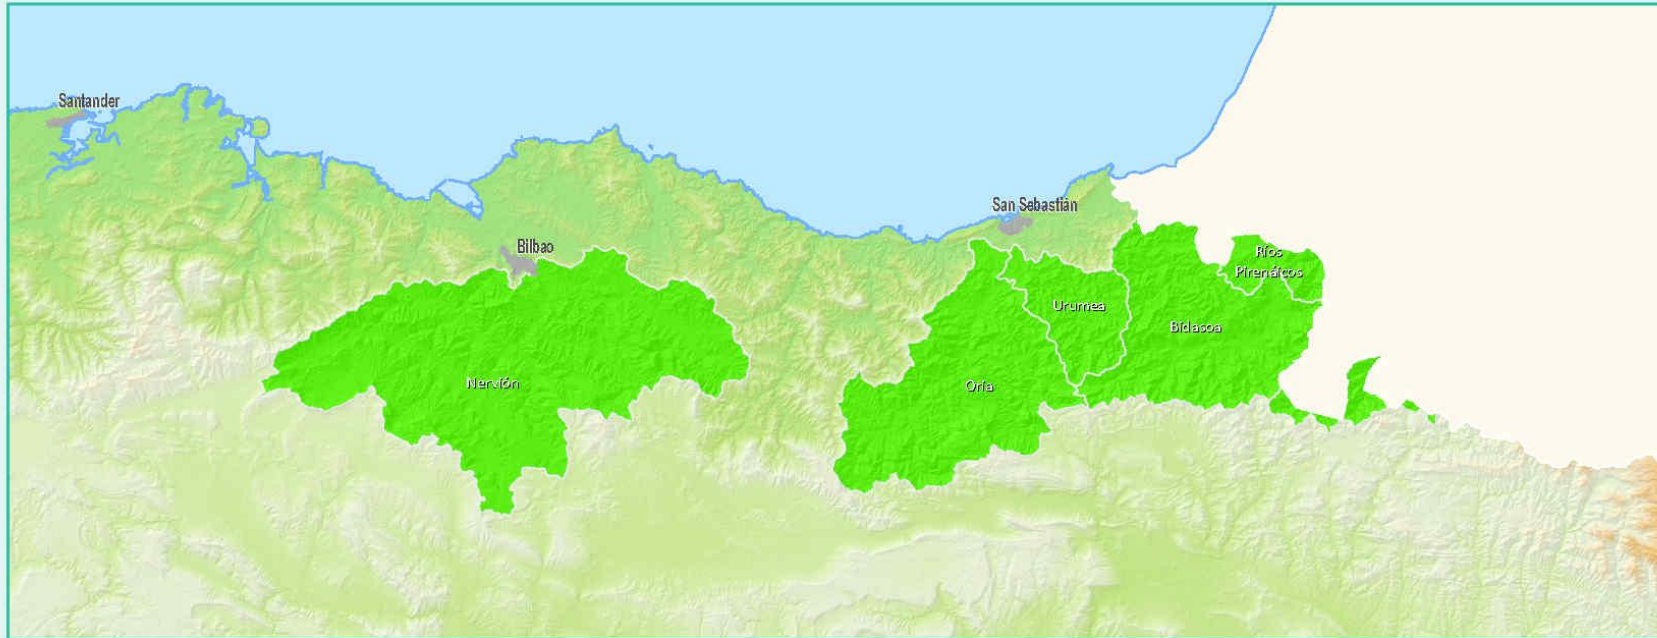 Santander
Bilbao
San Sebastián
Ríos
Pirenáicos
Urumea
Bidasoa
Nervión
Oria